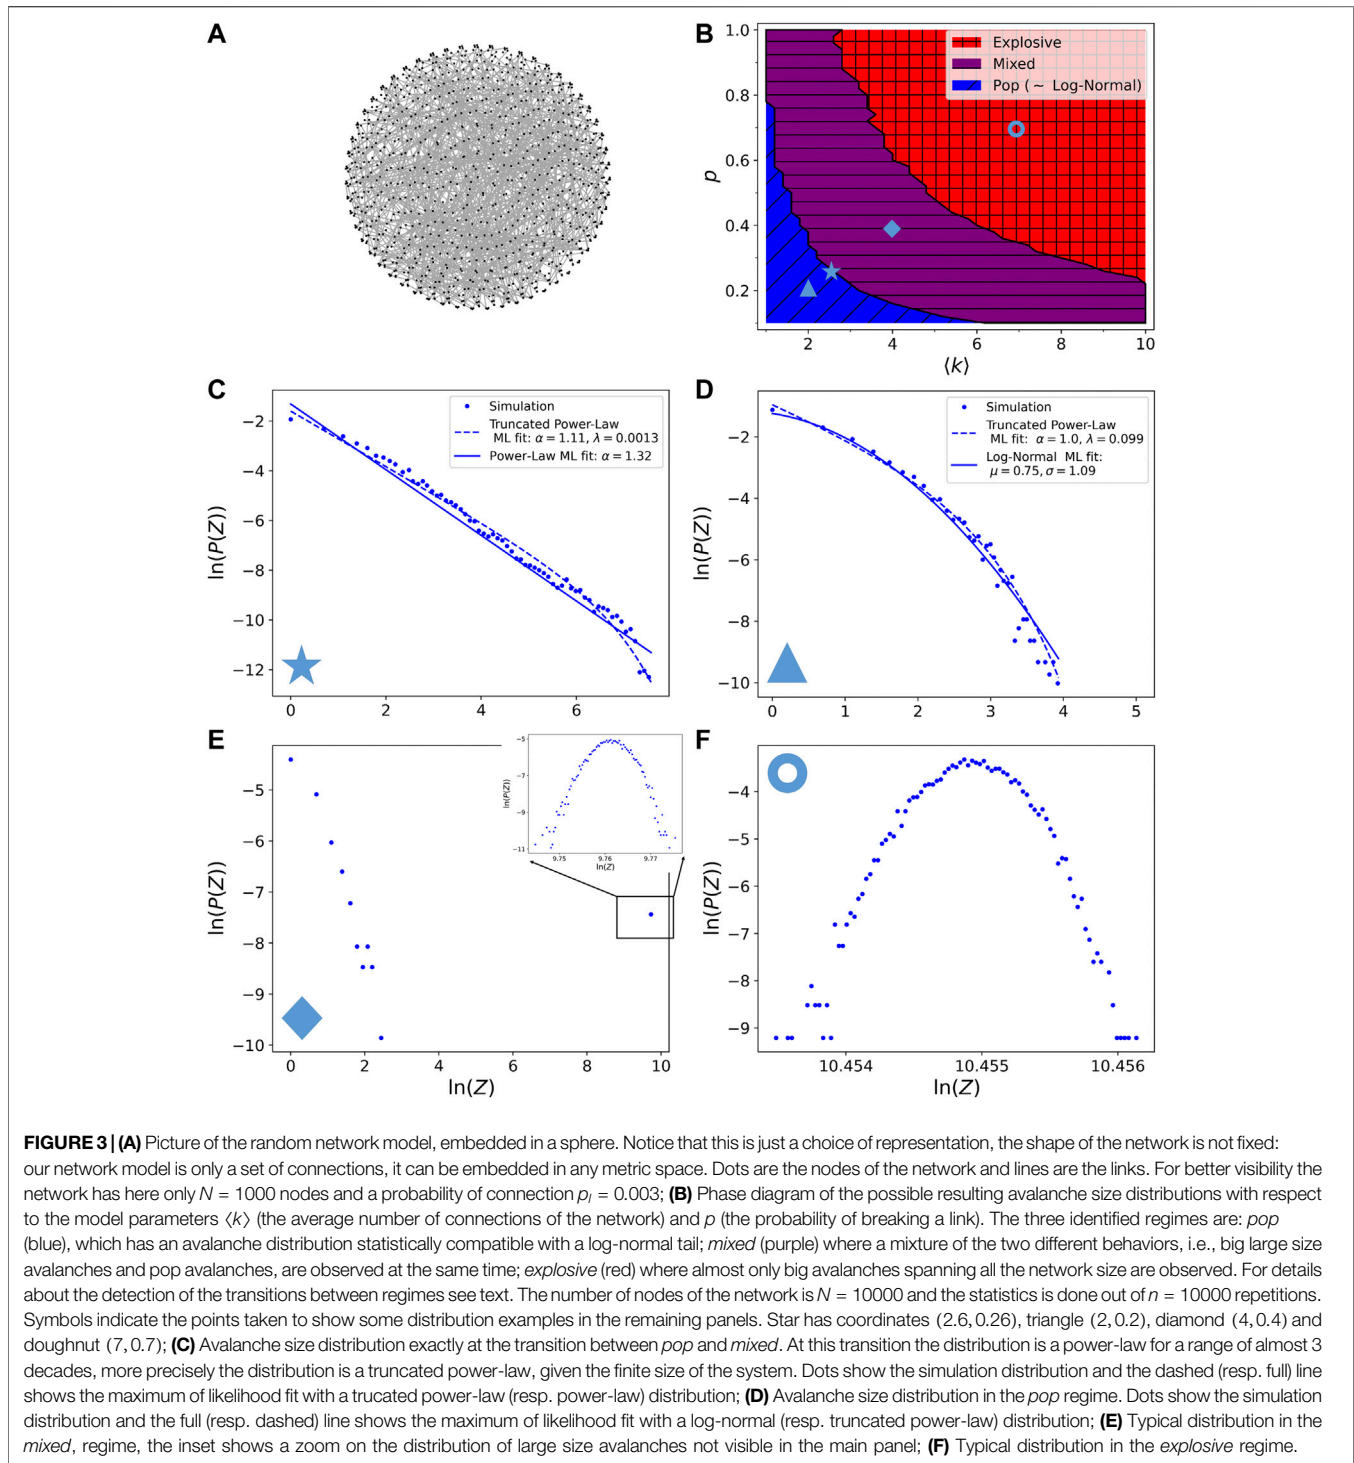 A
B
1.0
0.8
0.6
0.4
0.2
p
2
4
6
8
10
⟨k⟩
Explosive
Mixed
Pop ( ~ Log-Normal)
C
−2
−4
−6
−8
−10
−12
ln(P(Z))
0
2
4
6
Simulation
Truncated Power-Law
ML fit: α = 1.11, λ = 0.0013
Power-Law ML fit: α = 1.32
D
−2
−4
−6
−8
−10
ln(P(Z))
0
1
2
3
4
5
Simulation
Truncated Power-Law
ML fit: α = 1.0, λ = 0.099
Log-Normal ML fit:
μ = 0.75, σ = 1.09
E
−5
−6
−7
−8
−9
−10
ln(P(Z))
0
2
4
6
8
10
ln(Z)
−5
−7
−9
−11
ln(P(Z))
9.75
9.76
9.77
ln(Z)
F
−4
−5
−6
−7
−8
−9
ln(P(Z))
10.454
10.455
10.456
ln(Z)
FIGURE 3 | (A) Picture of the random network model, embedded in a sphere. Notice that this is just a choice of representation, the shape of the network is not fixed:
our network model is only a set of connections, it can be embedded in any metric space. Dots are the nodes of the network and lines are the links. For better visibility the
network has here only N = 1000 nodes and a probability of connection pl = 0.003; (B) Phase diagram of the possible resulting avalanche size distributions with respect
to the model parameters ⟨k⟩ (the average number of connections of the network) and p (the probability of breaking a link). The three identified regimes are: pop
(blue), which has an avalanche distribution statistically compatible with a log-normal tail; mixed (purple) where a mixture of the two different behaviors, i.e., big large size
avalanches and pop avalanches, are observed at the same time; explosive (red) where almost only big avalanches spanning all the network size are observed. For details
about the detection of the transitions between regimes see text. The number of nodes of the network is N = 10000 and the statistics is done out of n = 10000 repetitions.
Symbols indicate the points taken to show some distribution examples in the remaining panels. Star has coordinates (2.6, 0.26), triangle (2, 0.2), diamond (4, 0.4) and
doughnut (7, 0.7); (C) Avalanche size distribution exactly at the transition between pop and mixed. At this transition the distribution is a power-law for a range of almost 3
decades, more precisely the distribution is a truncated power-law, given the finite size of the system. Dots show the simulation distribution and the dashed (resp. full) line
shows the maximum of likelihood fit with a trucated power-law (resp. power-law) distribution; (D) Avalanche size distribution in the pop regime. Dots show the simulation
distribution and the full (resp. dashed) line shows the maximum of likelihood fit with a log-normal (resp. truncated power-law) distribution; (E) Typical distribution in the
mixed, regime, the inset shows a zoom on the distribution of large size avalanches not visible in the main panel; (F) Typical distribution in the explosive regime.